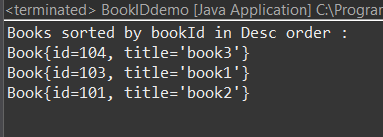 <terminated> BookIDdemo [Java Application] C:\Program
Books sorted by bookId in Desc order :
Book{id=104, title='book3'}
Book{id=103, title='book1'}
Book{id=101, title='book2'}